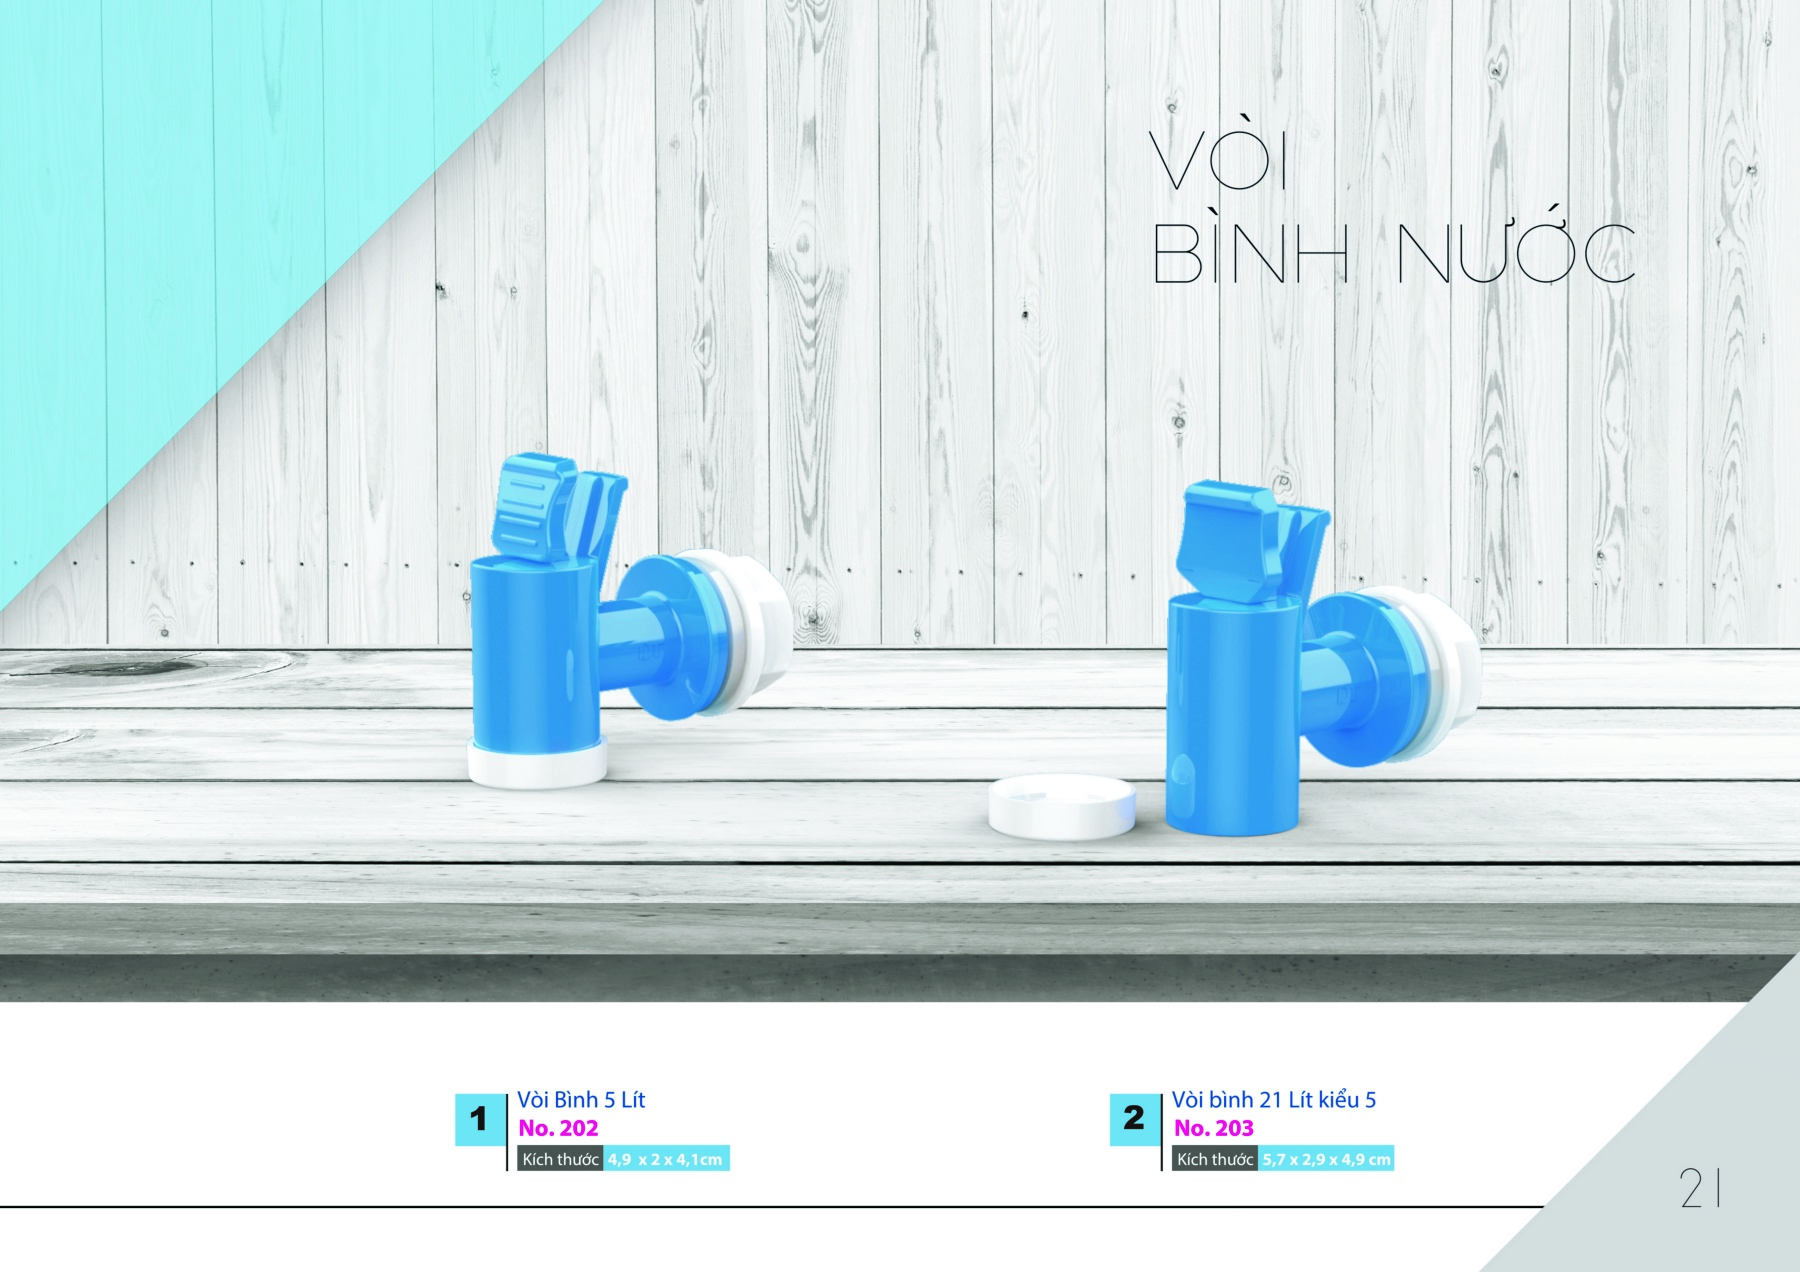 VÒI
BÌNH NƯỚC
1
Vòi Bình 5 Lít
No. 202
Kích thước 4,9 x 2 x 4,1cm
2
Vòi bình 21 Lít kiểu 5
No. 203
Kích thước 5,7 x 2,9 x 4,9 cm
21